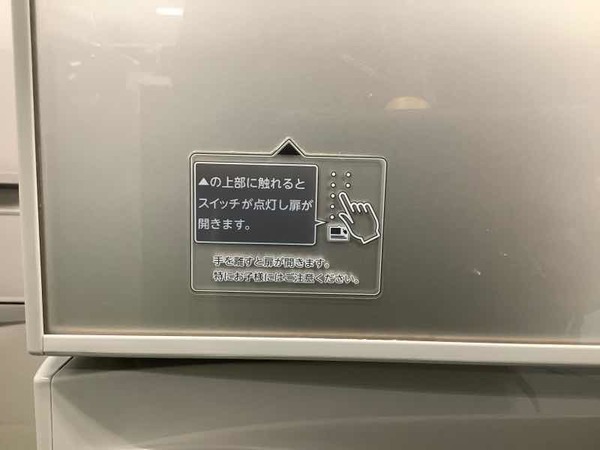 ▲の上部に触れると
スイッチが点灯し扉が
開きます。
手を離すと扉が開きます。
特にお子様にはご注意ください。